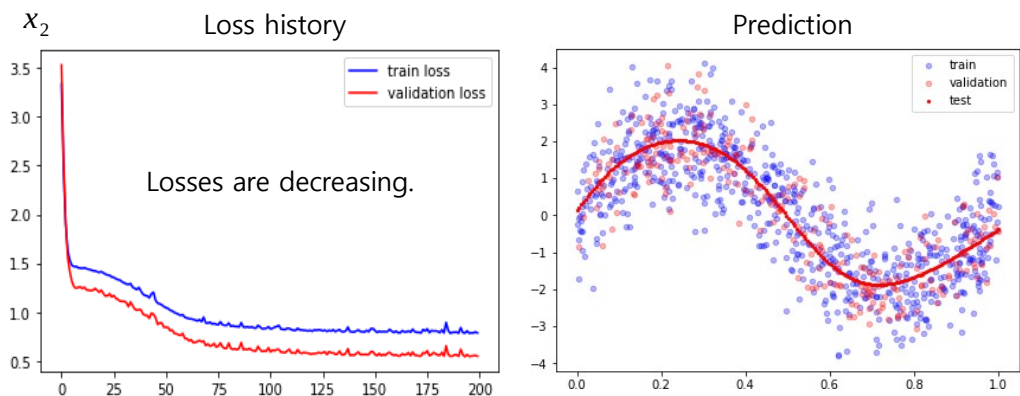 x₂ Loss history Prediction
3.5
3.0
2.5
2.0
1.5
1.0
0.5
0 25 50 75 100 125 150 175 200
train loss
validation loss
Losses are decreasing.
4
3
2
1
0
−1
−2
−3
−4
0.0 0.2 0.4 0.6 0.8 1.0
train
validation
test